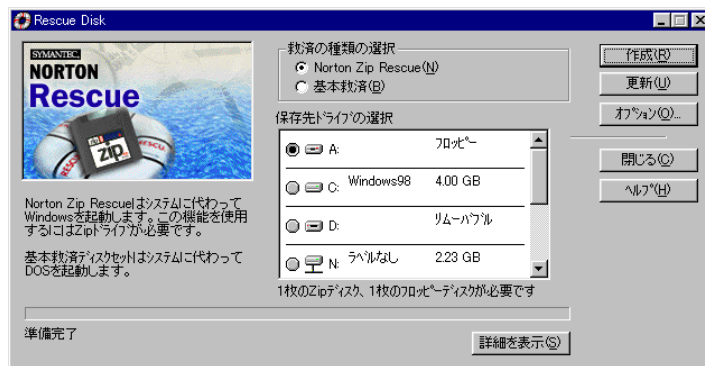 Rescue Disk
SYMANTEC.
NORTON
Rescue
zip
Norton Zip Rescueはシステムに代わって
Windowsを起動します。この機能を使用
するにはZipドライブが必要です。
基本救済ディスクセットはシステムに代わって
DOSを起動します。
救済の種類の選択
Norton Zip Rescue(N)
基本救済(B)
保存先ドライブの選択
A: フロッピー
C: Windows98 4.00 GB
D: リムーバブル
N: ラベルなし 2.23 GB
1枚のZipディスク、1枚のフロッピーディスクが必要です
作成(R)
更新(U)
オプション(O)...
閉じる(C)
ヘルプ(H)
準備完了
詳細を表示(S)